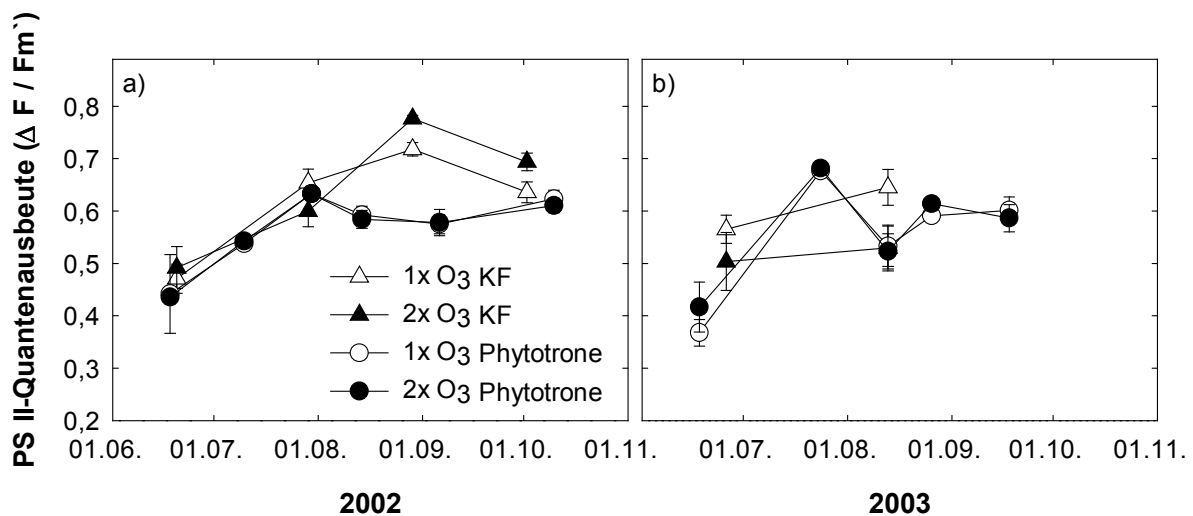 PS II-Quantenausbeute (Δ F / Fm`)
a)
b)
0,8
0,7
0,6
0,5
0,4
0,3
0,2
1x O3 KF
2x O3 KF
1x O3 Phytotrone
2x O3 Phytotrone
01.06. 01.07. 01.08. 01.09. 01.10. 01.11. 01.07. 01.08. 01.09. 01.10. 01.11.
2002 2003